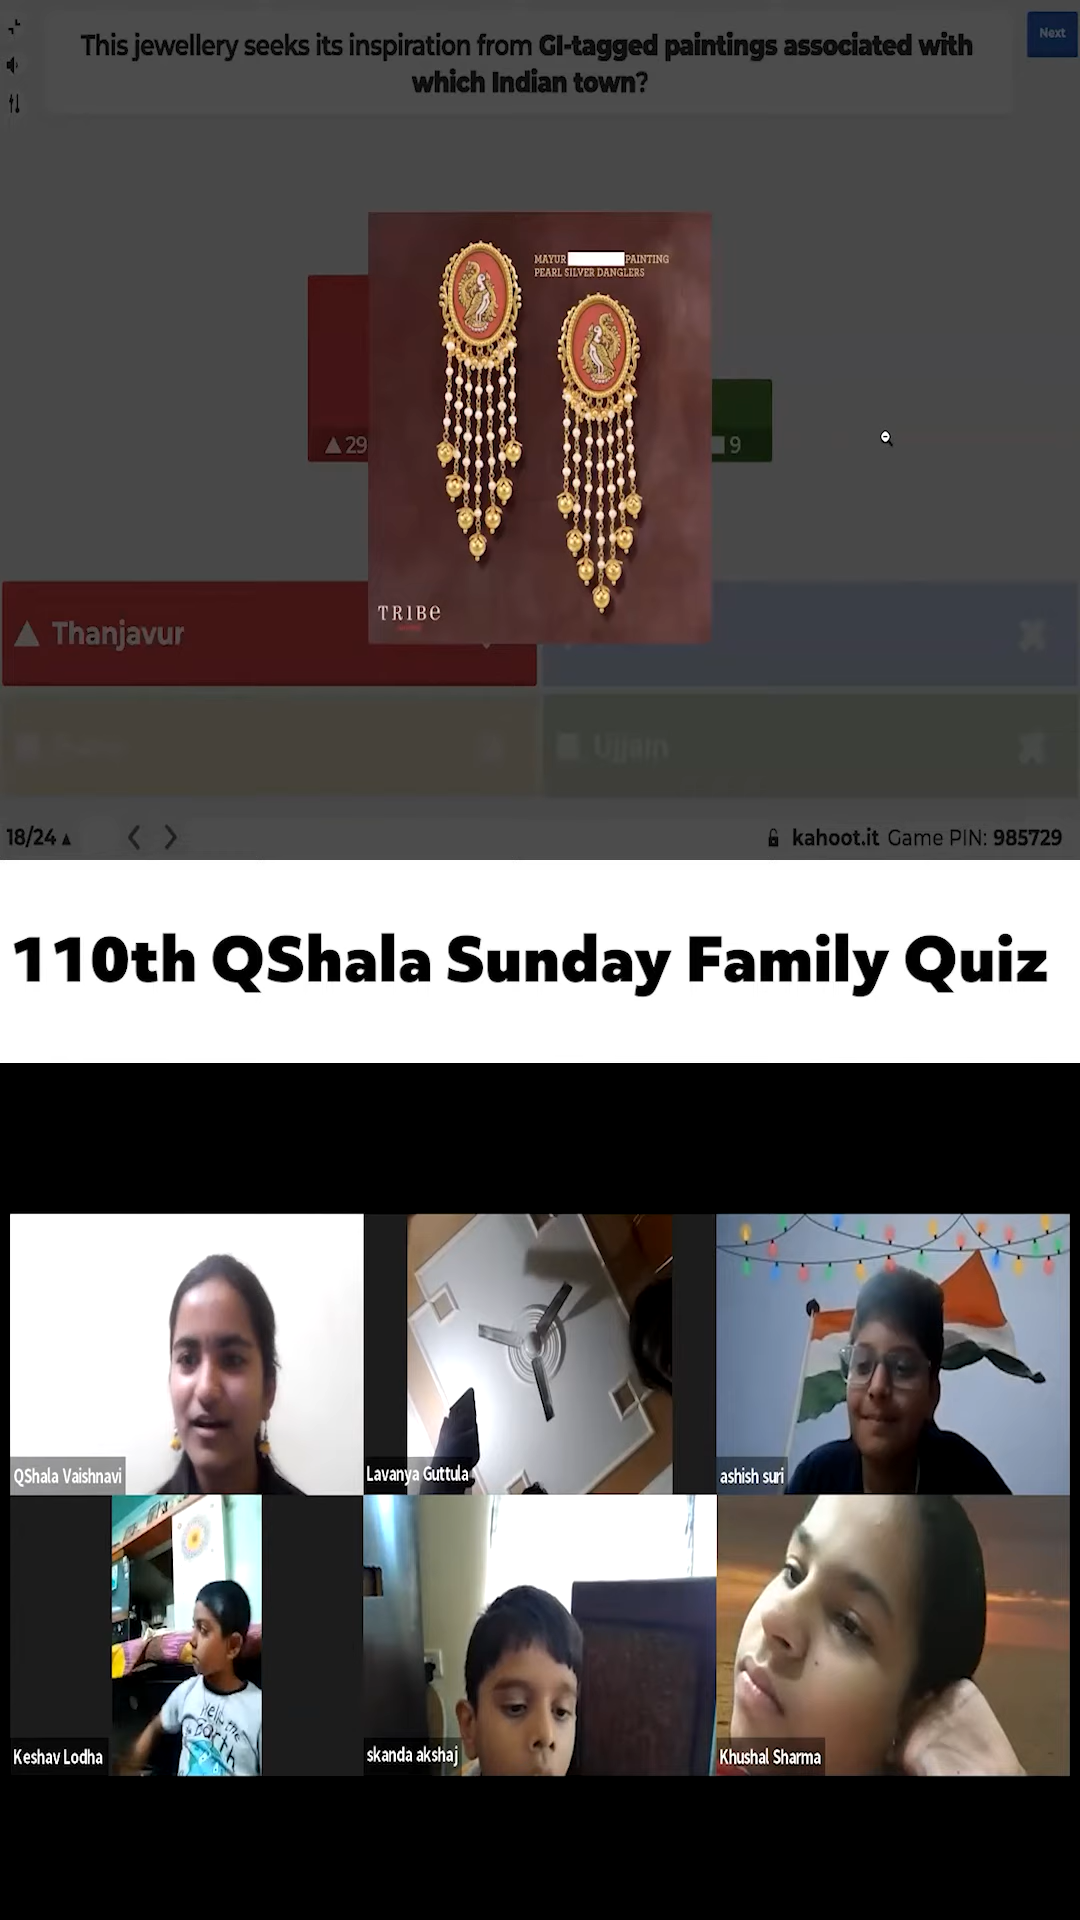 This jewellery seeks its inspiration from GI-tagged paintings associated with
which Indian town?
Next
MAYUR PAINTING
PEARL SILVER DANGLERS
29
9
TRIBE
Thanjavur
Ujjain
18/24
kahoot.it Game PIN: 985729
110th QShala Sunday Family Quiz
QShala Vaishnavi
Lavanya Guttula
ashish suri
Keshav Lodha
skanda akshaj
Khushal Sharma